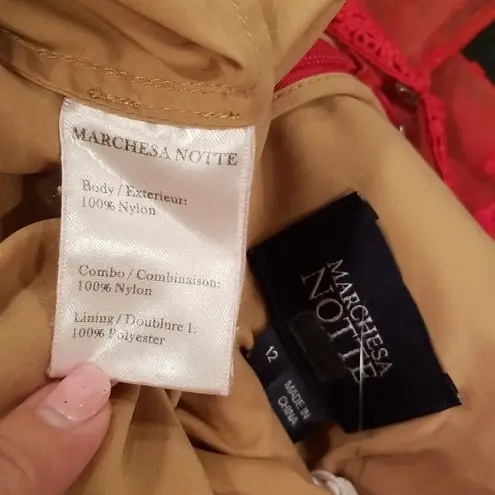 MARCHESA NOTTE
Body / Exterieur:
100% Nylon
Combo / Combinaison:
100% Nylon
Lining / Doublure 1:
100% Polyester
MARCHESA
NOTTE
12
MADE IN
CHINA